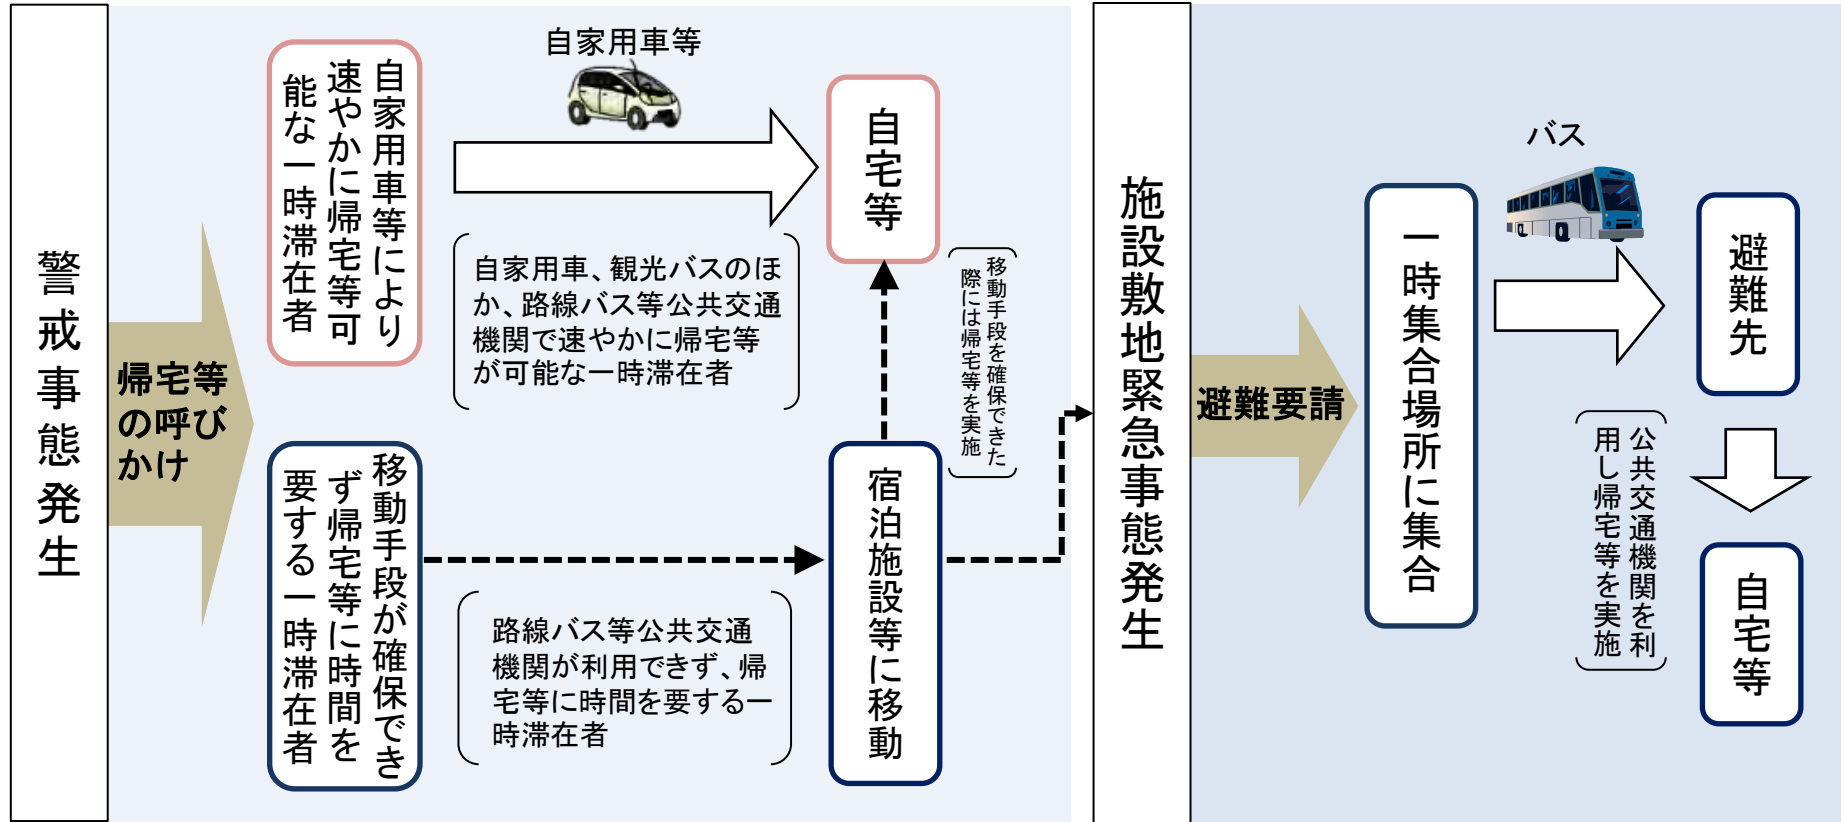 警戒事態発生
帰宅等
の呼び
かけ
自家用車等により
速やかに帰宅等可
能な一時滞在者
自家用車等
自家用車、観光バスのほ
か、路線バス等公共交通
機関で速やかに帰宅等
が可能な一時滞在者
自宅等
移動手段を確保できた
際には帰宅等を実施
移動手段が確保でき
ず帰宅等に時間を
要する一時滞在者
路線バス等公共交通
機関が利用できず、帰
宅等に時間を要する一
時滞在者
宿泊施設等に移動
施設敷地緊急事態発生
避難要請
一時集合場所に集合
バス
避難先
公共交通機関を利
用し帰宅等を実施
自宅等